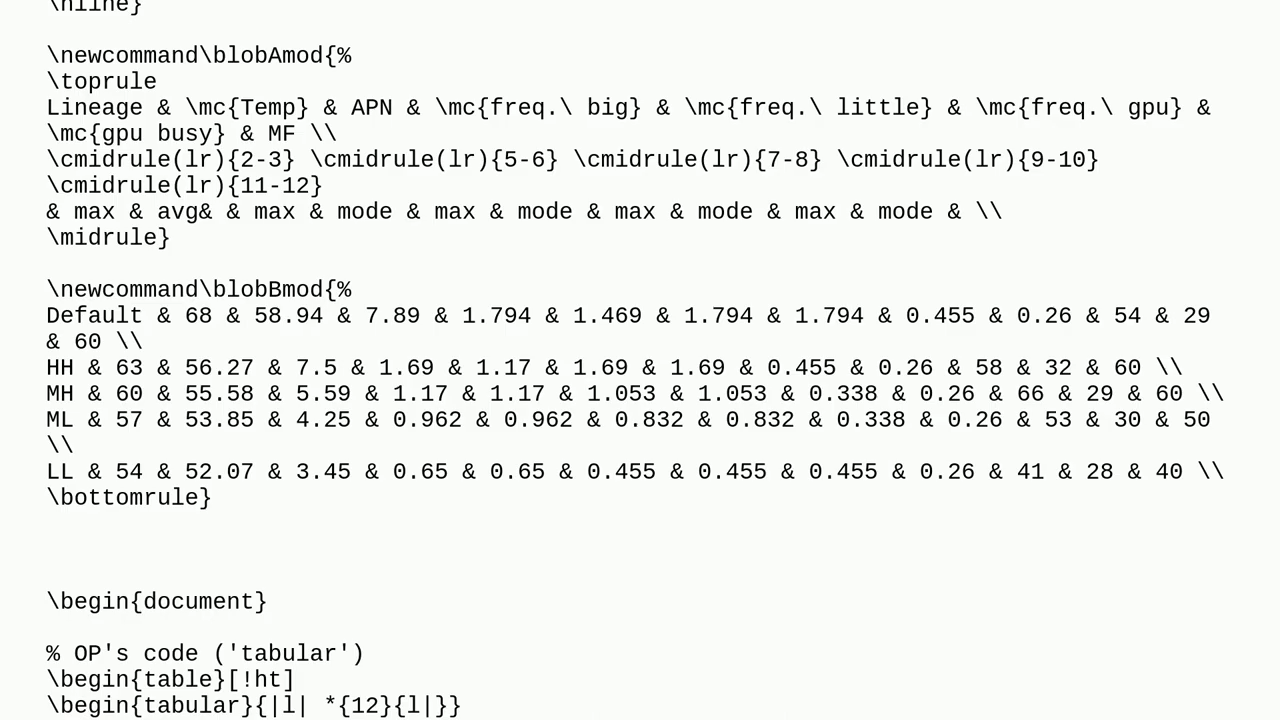 \hline}
\newcommand\blobAmod{%
\toprule
Lineage & \mc{Temp} & APN & \mc{freq.\ big} & \mc{freq.\ little} & \mc{freq.\ gpu} &
\mc{gpu busy} & MF \\
\cmidrule(lr){2-3} \cmidrule(lr){5-6} \cmidrule(lr){7-8} \cmidrule(lr){9-10}
\cmidrule(lr){11-12}
& max & avg& & max & mode & max & mode & max & mode & max & mode & \\
\midrule}
\newcommand\blobBmod{%
Default & 68 & 58.94 & 7.89 & 1.794 & 1.469 & 1.794 & 1.794 & 0.455 & 0.26 & 54 & 29
& 60 \\
HH & 63 & 56.27 & 7.5 & 1.69 & 1.17 & 1.69 & 1.69 & 0.455 & 0.26 & 58 & 32 & 60 \\
MH & 60 & 55.58 & 5.59 & 1.17 & 1.17 & 1.053 & 1.053 & 0.338 & 0.26 & 66 & 29 & 60 \\
ML & 57 & 53.85 & 4.25 & 0.962 & 0.962 & 0.832 & 0.832 & 0.338 & 0.26 & 53 & 30 & 50
\\
LL & 54 & 52.07 & 3.45 & 0.65 & 0.65 & 0.455 & 0.455 & 0.455 & 0.26 & 41 & 28 & 40 \\
\bottomrule}
\begin{document}
% OP's code ('tabular')
\begin{table}[!ht]
\begin{tabular}{|l| *{12}{l|}}